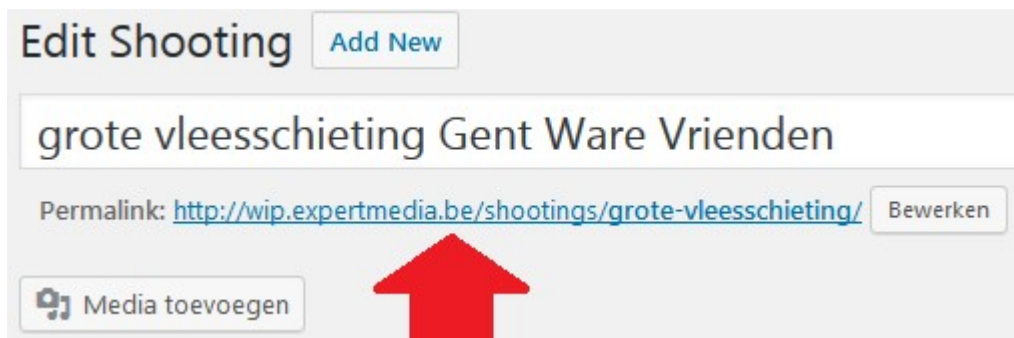 Edit Shooting Add New
grote vleesschieting Gent Ware Vrienden
Permalink: http://wip.expertmedia.be/shootings/grote-vleesschieting/ Bewerken
Media toevoegen